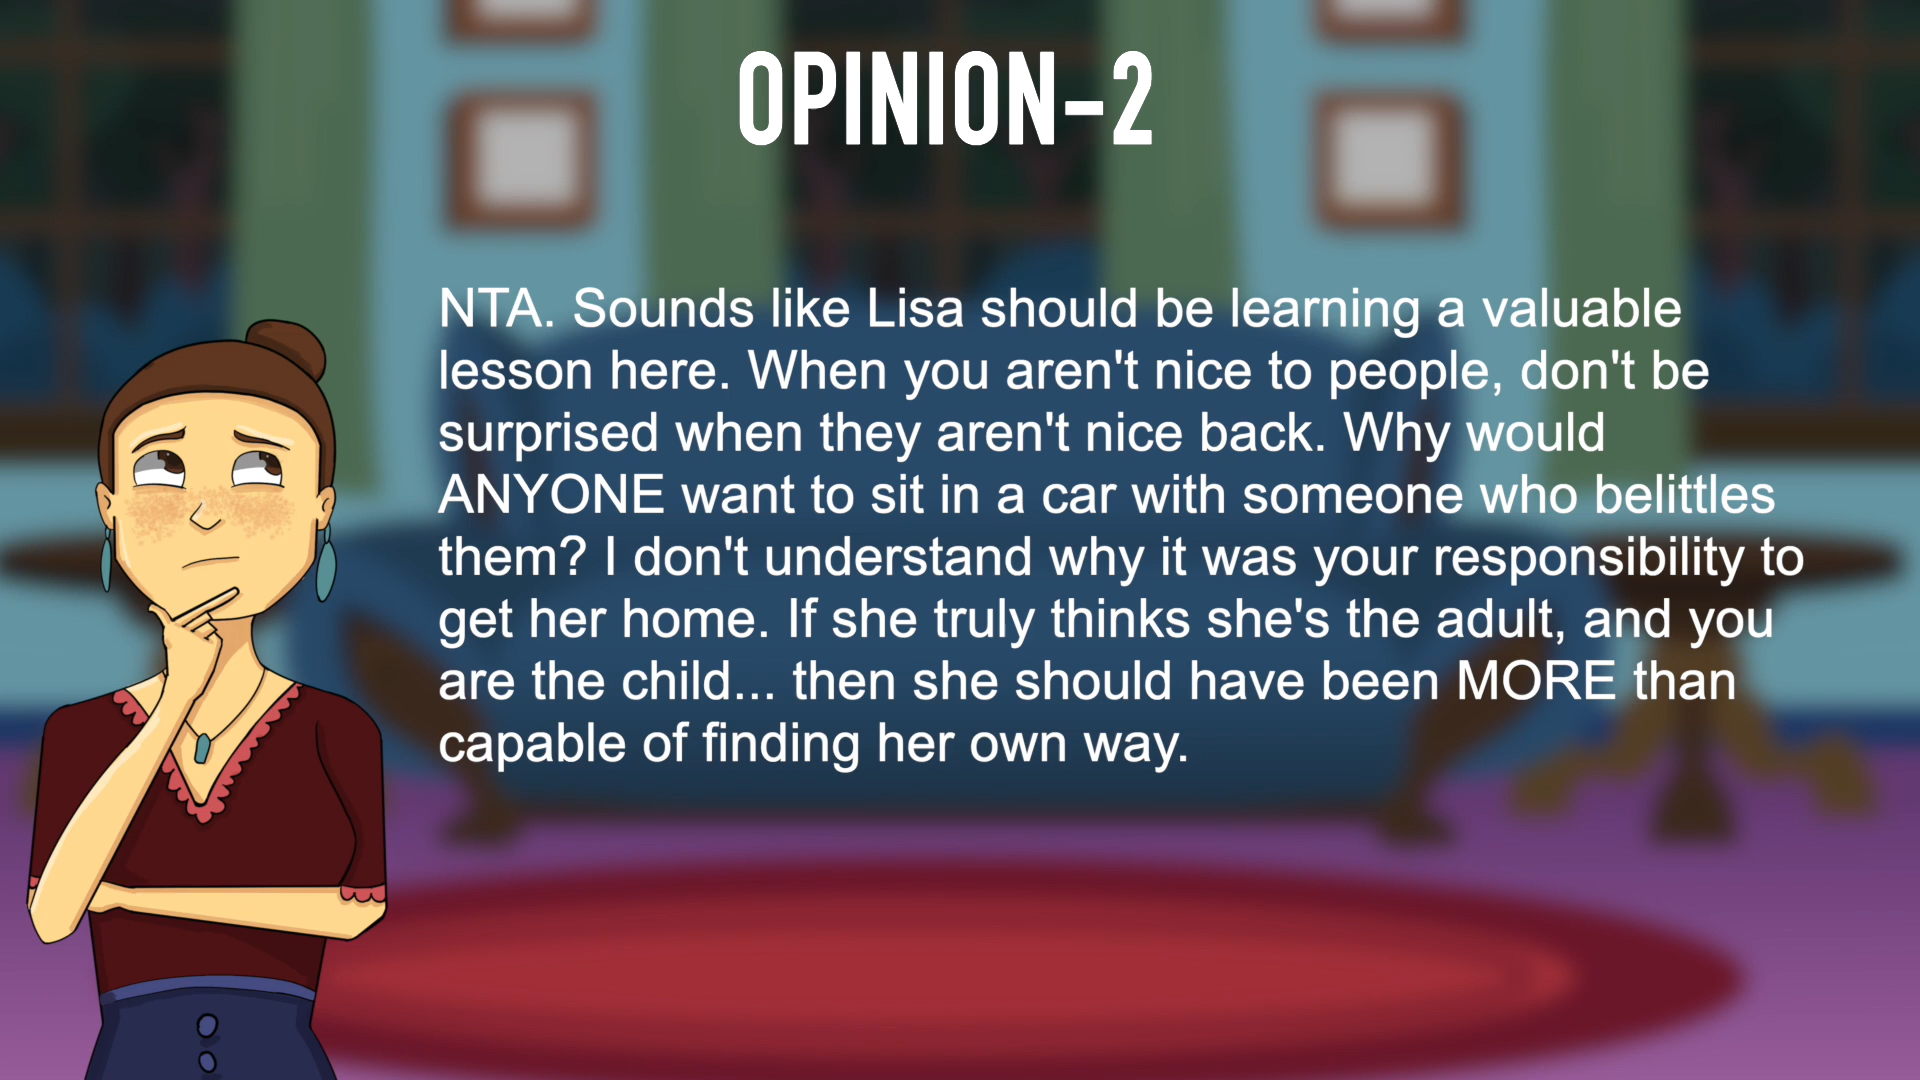 OPINION-2
NTA. Sounds like Lisa should be learning a valuable
lesson here. When you aren't nice to people, don't be
surprised when they aren't nice back. Why would
ANYONE want to sit in a car with someone who belittles
them? I don't understand why it was your responsibility to
get her home. If she truly thinks she's the adult, and you
are the child... then she should have been MORE than
capable of finding her own way.